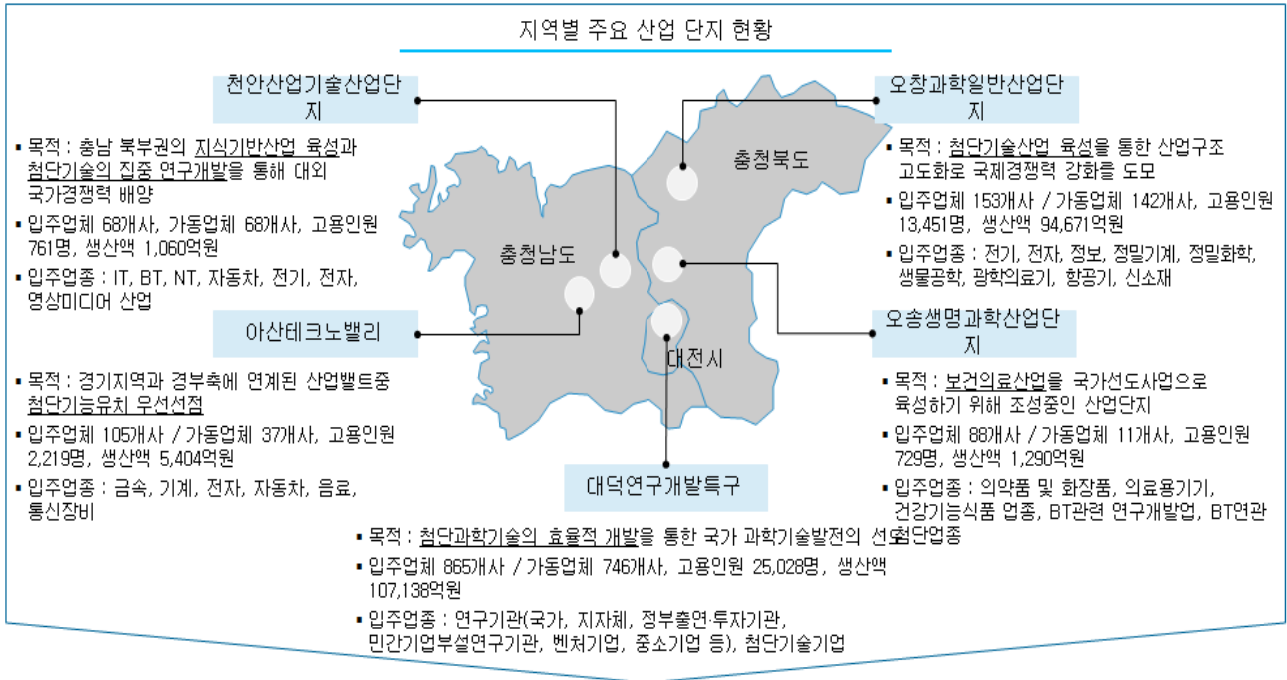 지역별 주요 산업 단지 현황
천안산업기술산업단
지
▪ 목적 : 충남 북부권의 지식기반산업 육성과
첨단기술의 집중 연구개발을 통해 대외
국가경쟁력 배양
▪ 입주업체 68개사, 가동업체 68개사, 고용인원
761명, 생산액 1,060억원
▪ 입주업종 : IT, BT, NT, 자동차, 전기, 전자,
영상미디어 산업
아산테크노밸리
▪ 목적 : 경기지역과 경부축에 연계된 산업밸트중
첨단기능유치 우선선점
▪ 입주업체 105개사 / 가동업체 37개사, 고용인원
2,219명, 생산액 5,404억원
▪ 입주업종 : 금속, 기계, 전자, 자동차, 음료,
통신장비
충청북도
충청남도
대전시
오창과학일반산업단
지
▪ 목적 : 첨단기술산업 육성을 통한 산업구조
고도화로 국제경쟁력 강화를 도모
▪ 입주업체 153개사 / 가동업체 142개사, 고용인원
13,451명, 생산액 94,671억원
▪ 입주업종 : 전기, 전자, 정보, 정밀기계, 정밀화학,
생물공학, 광학의료기, 항공기, 신소재
오송생명과학산업단
지
▪ 목적 : 보건의료산업을 국가선도사업으로
육성하기 위해 조성중인 산업단지
▪ 입주업체 88개사 / 가동업체 11개사, 고용인원
729명, 생산액 1,290억원
▪ 입주업종 : 의약품 및 화장품, 의료용기기,
건강기능식품 업종, BT관련 연구개발업, BT연관
첨단업종
대덕연구개발특구
▪ 목적 : 첨단과학기술의 효율적 개발을 통한 국가 과학기술발전의
▪ 입주업체 865개사 / 가동업체 746개사, 고용인원 25,028명, 생산액
107,138억원
▪ 입주업종 : 연구기관(국가, 지자체, 정부출연·투자기관,
민간기업부설연구기관, 벤처기업, 중소기업 등), 첨단기술기업